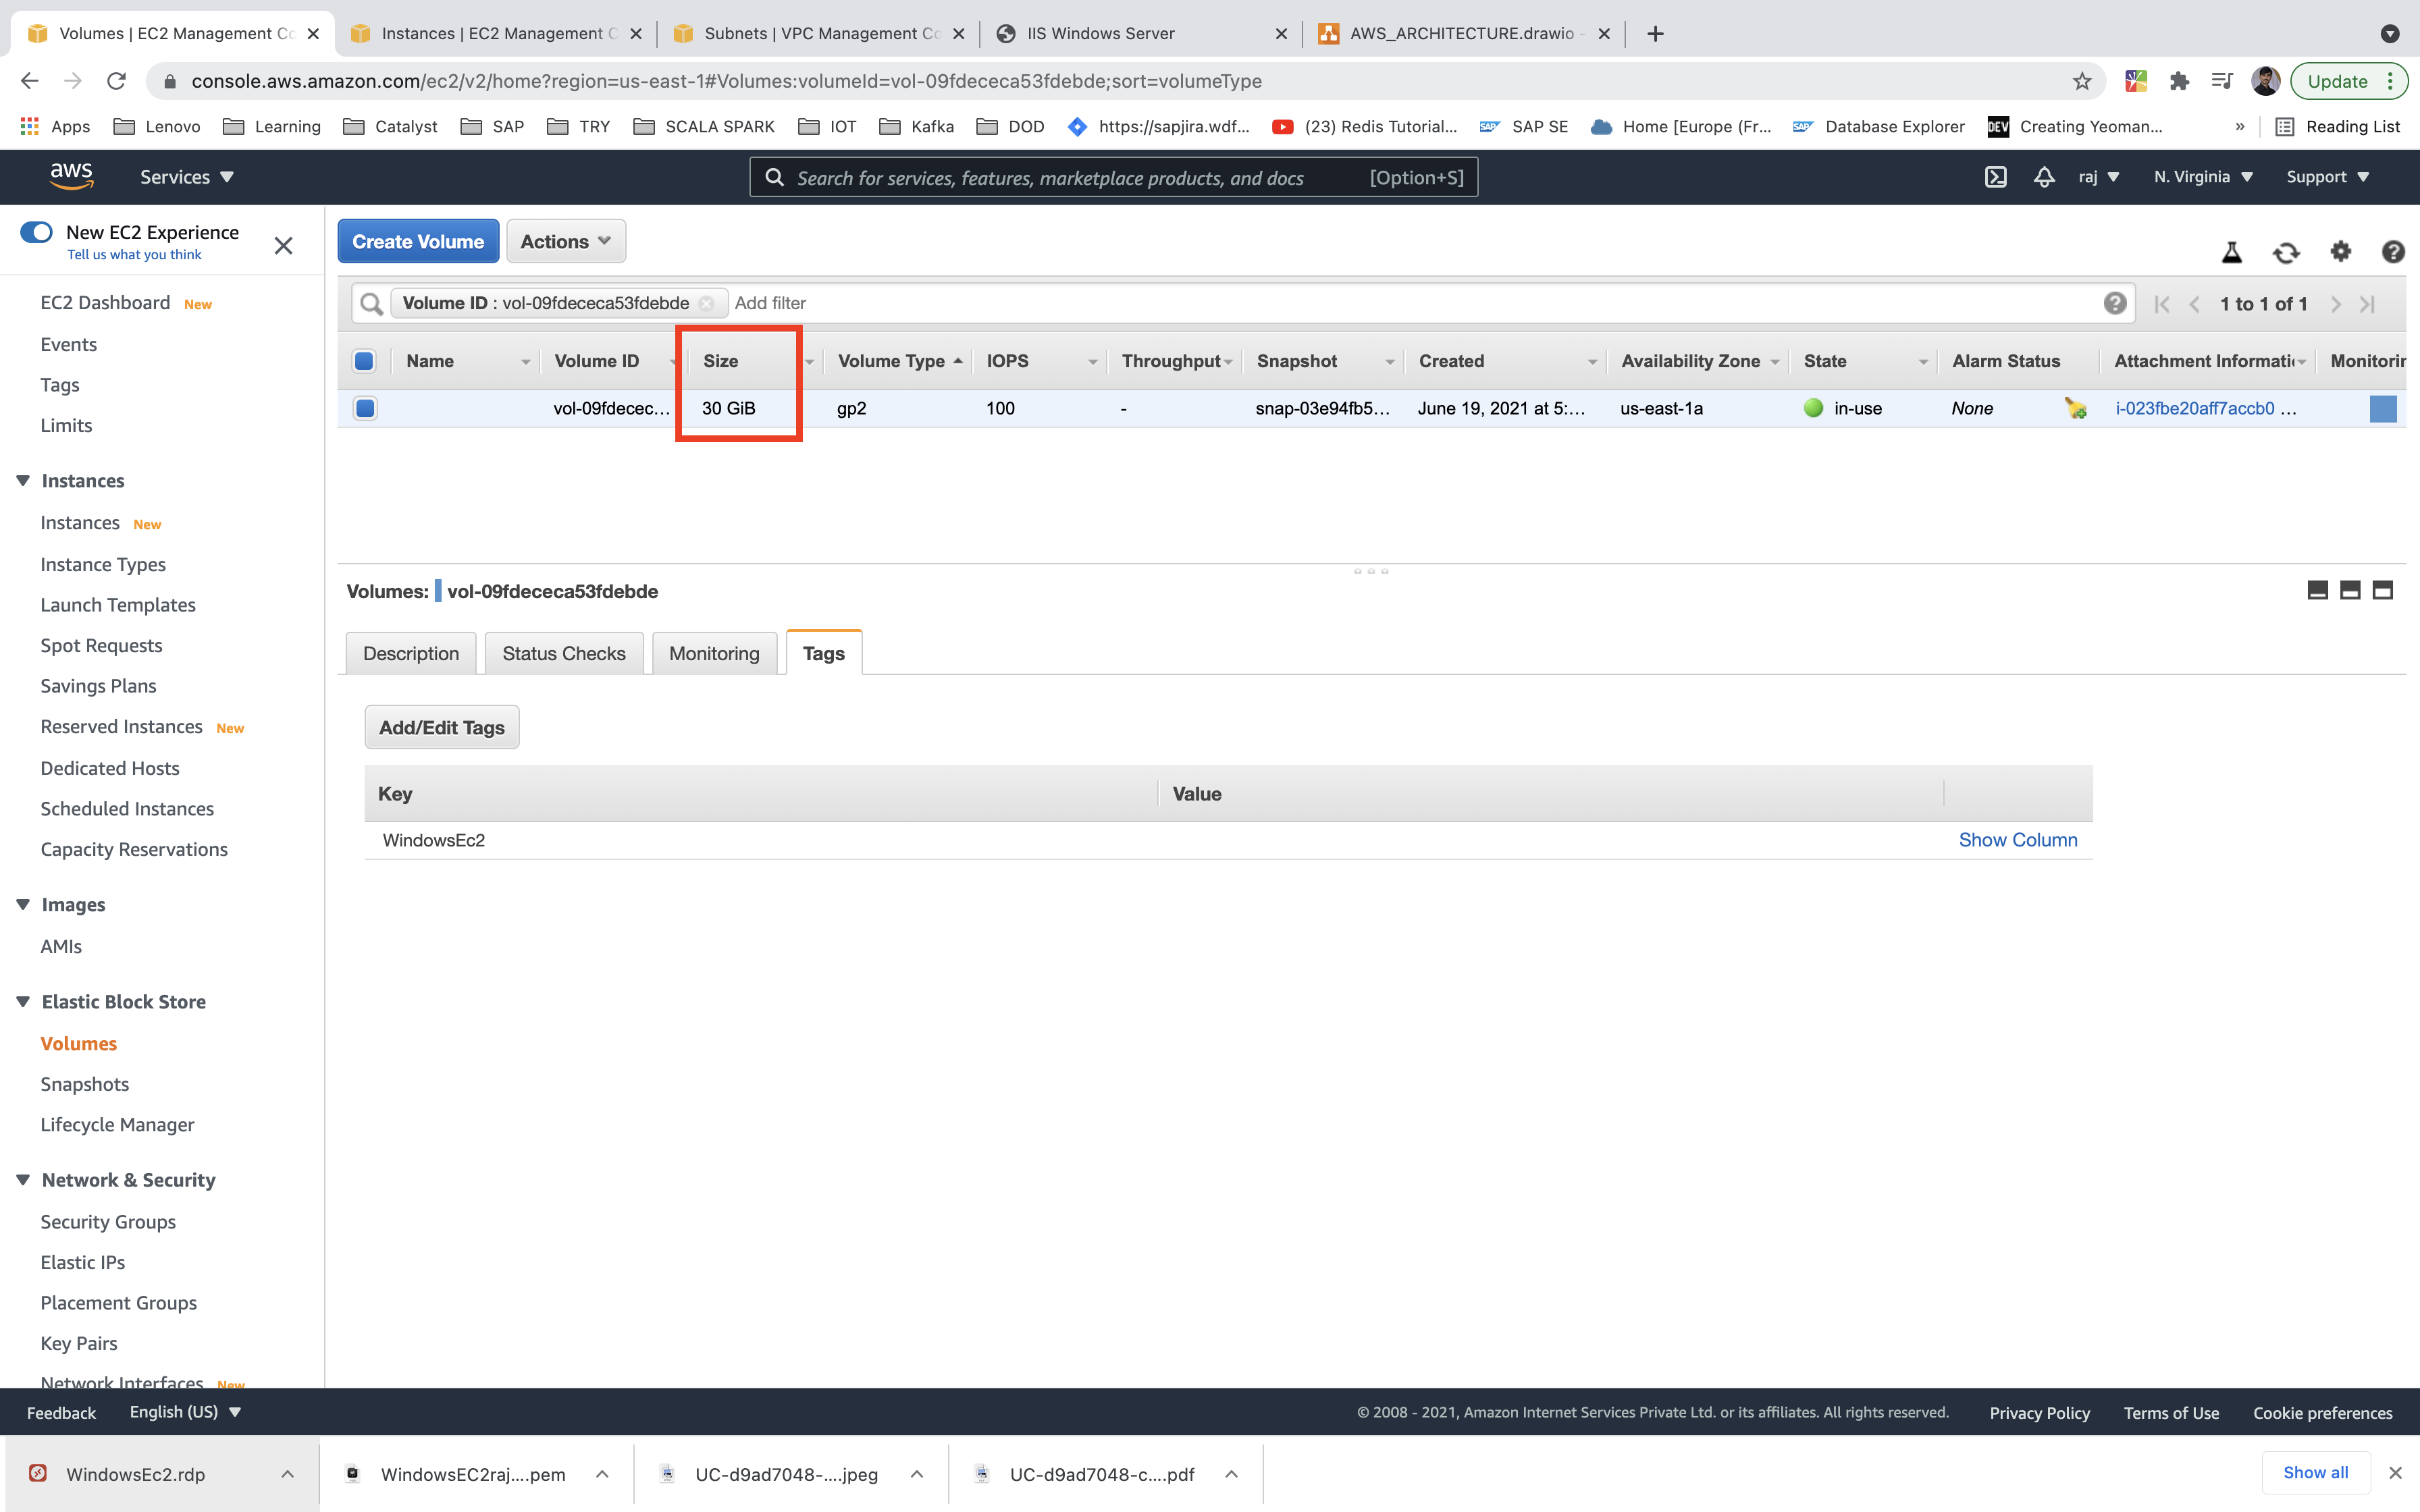 Volumes | EC2 Management Co
Instances | EC2 Management C
Subnets | VPC Management Co
IIS Windows Server
AWS_ARCHITECTURE.drawio -
console.aws.amazon.com/ec2/v2/home?region=us-east-1#Volumes:volumeId=vol-09fdececa53fdebde;sort=volumeType
Update
Apps Lenovo Learning Catalyst SAP TRY SCALA SPARK IOT Kafka DOD https://sapjira.wdf... (23) Redis Tutorial... SAP SE Home [Europe (Fr... Database Explorer DEV Creating Yeoman... » Reading List
aws Services Search for services, features, marketplace products, and docs [Option+S] raj N. Virginia Support
New EC2 Experience
Tell us what you think
EC2 Dashboard New
Events
Tags
Limits
Instances
Instances New
Instance Types
Launch Templates
Spot Requests
Savings Plans
Reserved Instances New
Dedicated Hosts
Scheduled Instances
Capacity Reservations
Images
AMIs
Elastic Block Store
Volumes
Snapshots
Lifecycle Manager
Network & Security
Security Groups
Elastic IPs
Placement Groups
Key Pairs
Network Interfaces New
Create Volume Actions
Volume ID : vol-09fdececa53fdebde Add filter 1 to 1 of 1
Name Volume ID Size Volume Type IOPS Throughput Snapshot Created Availability Zone State Alarm Status Attachment Informati Monitorir
vol-09fdecec... 30 GiB gp2 100 - snap-03e94fb5... June 19, 2021 at 5:... us-east-1a in-use None i-023fbe20aff7accb0 ...
Volumes: vol-09fdececa53fdebde
Description Status Checks Monitoring Tags
Add/Edit Tags
Key Value
WindowsEc2 Show Column
Feedback English (US) © 2008 - 2021, Amazon Internet Services Private Ltd. or its affiliates. All rights reserved. Privacy Policy Terms of Use Cookie preferences
WindowsEc2.rdp WindowsEC2raj....pem UC-d9ad7048-....jpeg UC-d9ad7048-c....pdf Show all